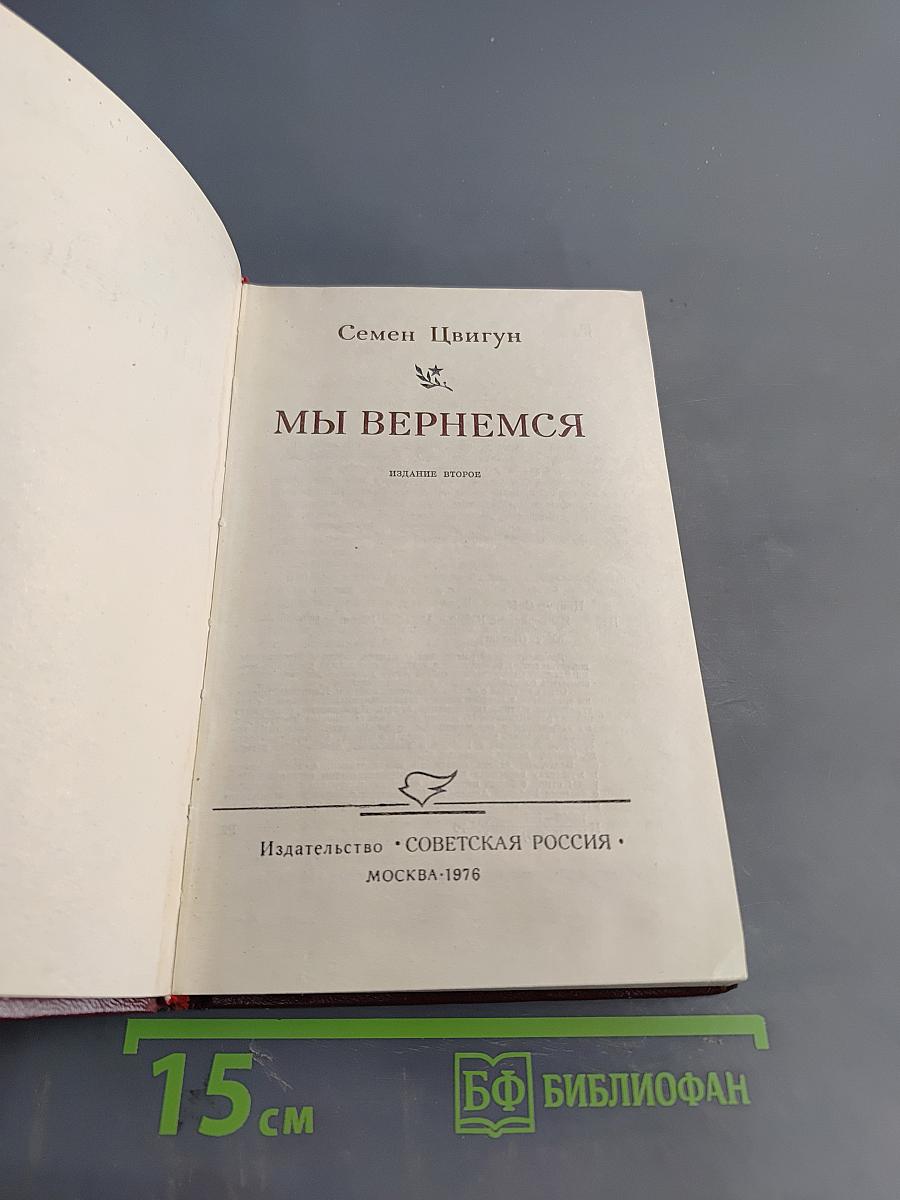 Семен Цвигун
МЫ ВЕРНЕМСЯ
ИЗДАНИЕ ВТОРОЕ
Издательство • СОВЕТСКАЯ РОССИЯ •
МОСКВА·1976
15 см
БФ БИБЛИОФАН